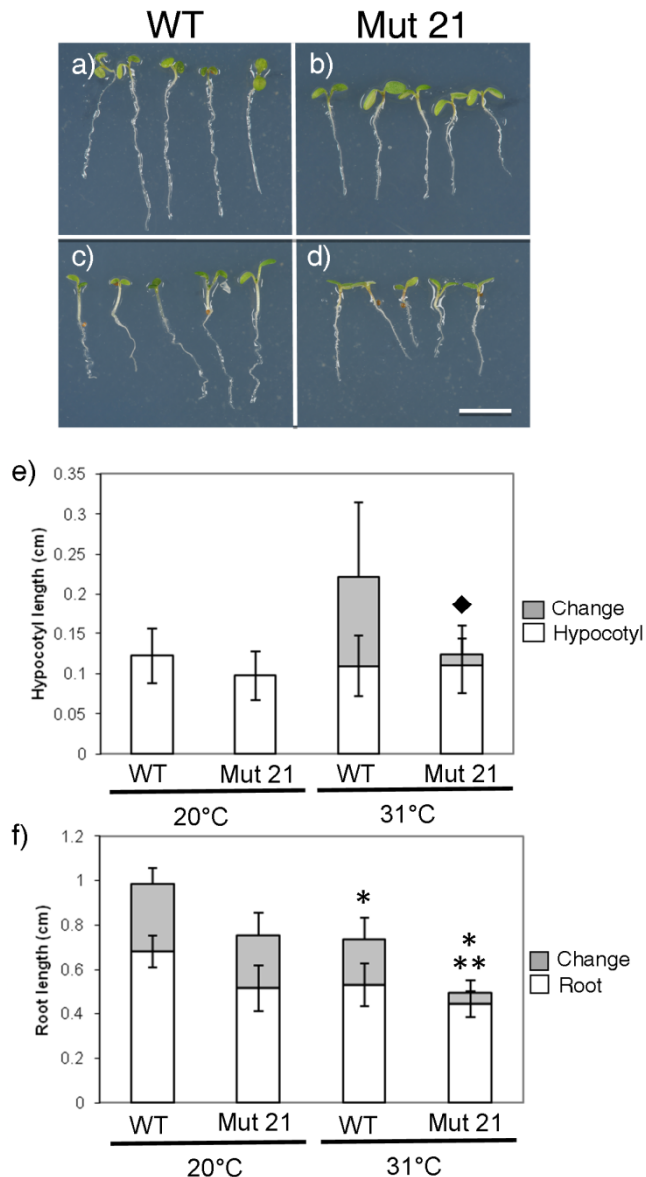 WT Mut 21
a) b)
c) d)
e)
0.35
0.3
0.25
0.2
0.15
0.1
0.05
0
Hypocotyl length (cm)
Change
Hypocotyl
WT Mut 21 WT Mut 21
20°C 31°C
f)
1.2
1
0.8
0.6
0.4
0.2
0
Root length (cm)
*
*
**
Change
Root
WT Mut 21 WT Mut 21
20°C 31°C